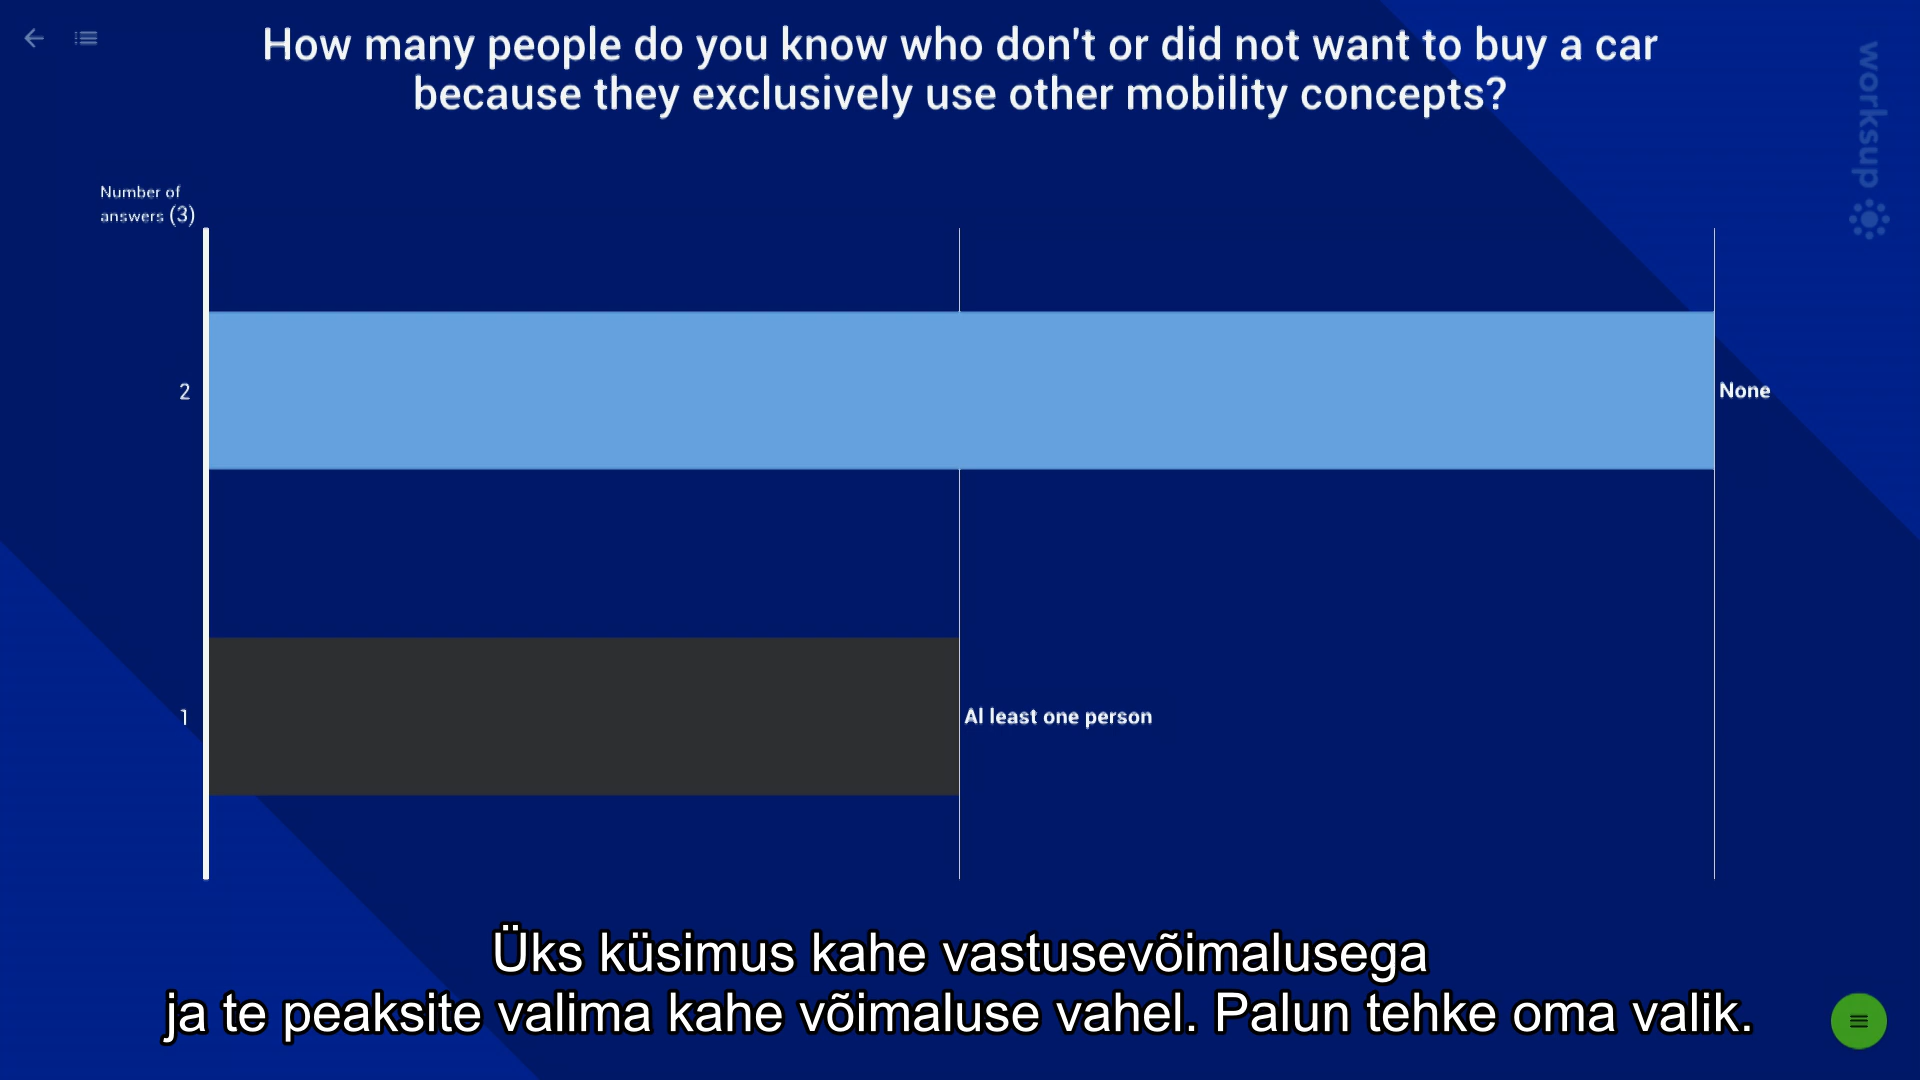 How many people do you know who don't or did not want to buy a car
because they exclusively use other mobility concepts?
worksup
Number of
answers (3)
2
None
1
Al least one person
Üks küsimus kahe vastusevõimalusega
ja te peaksite valima kahe võimaluse vahel. Palun tehke oma valik.